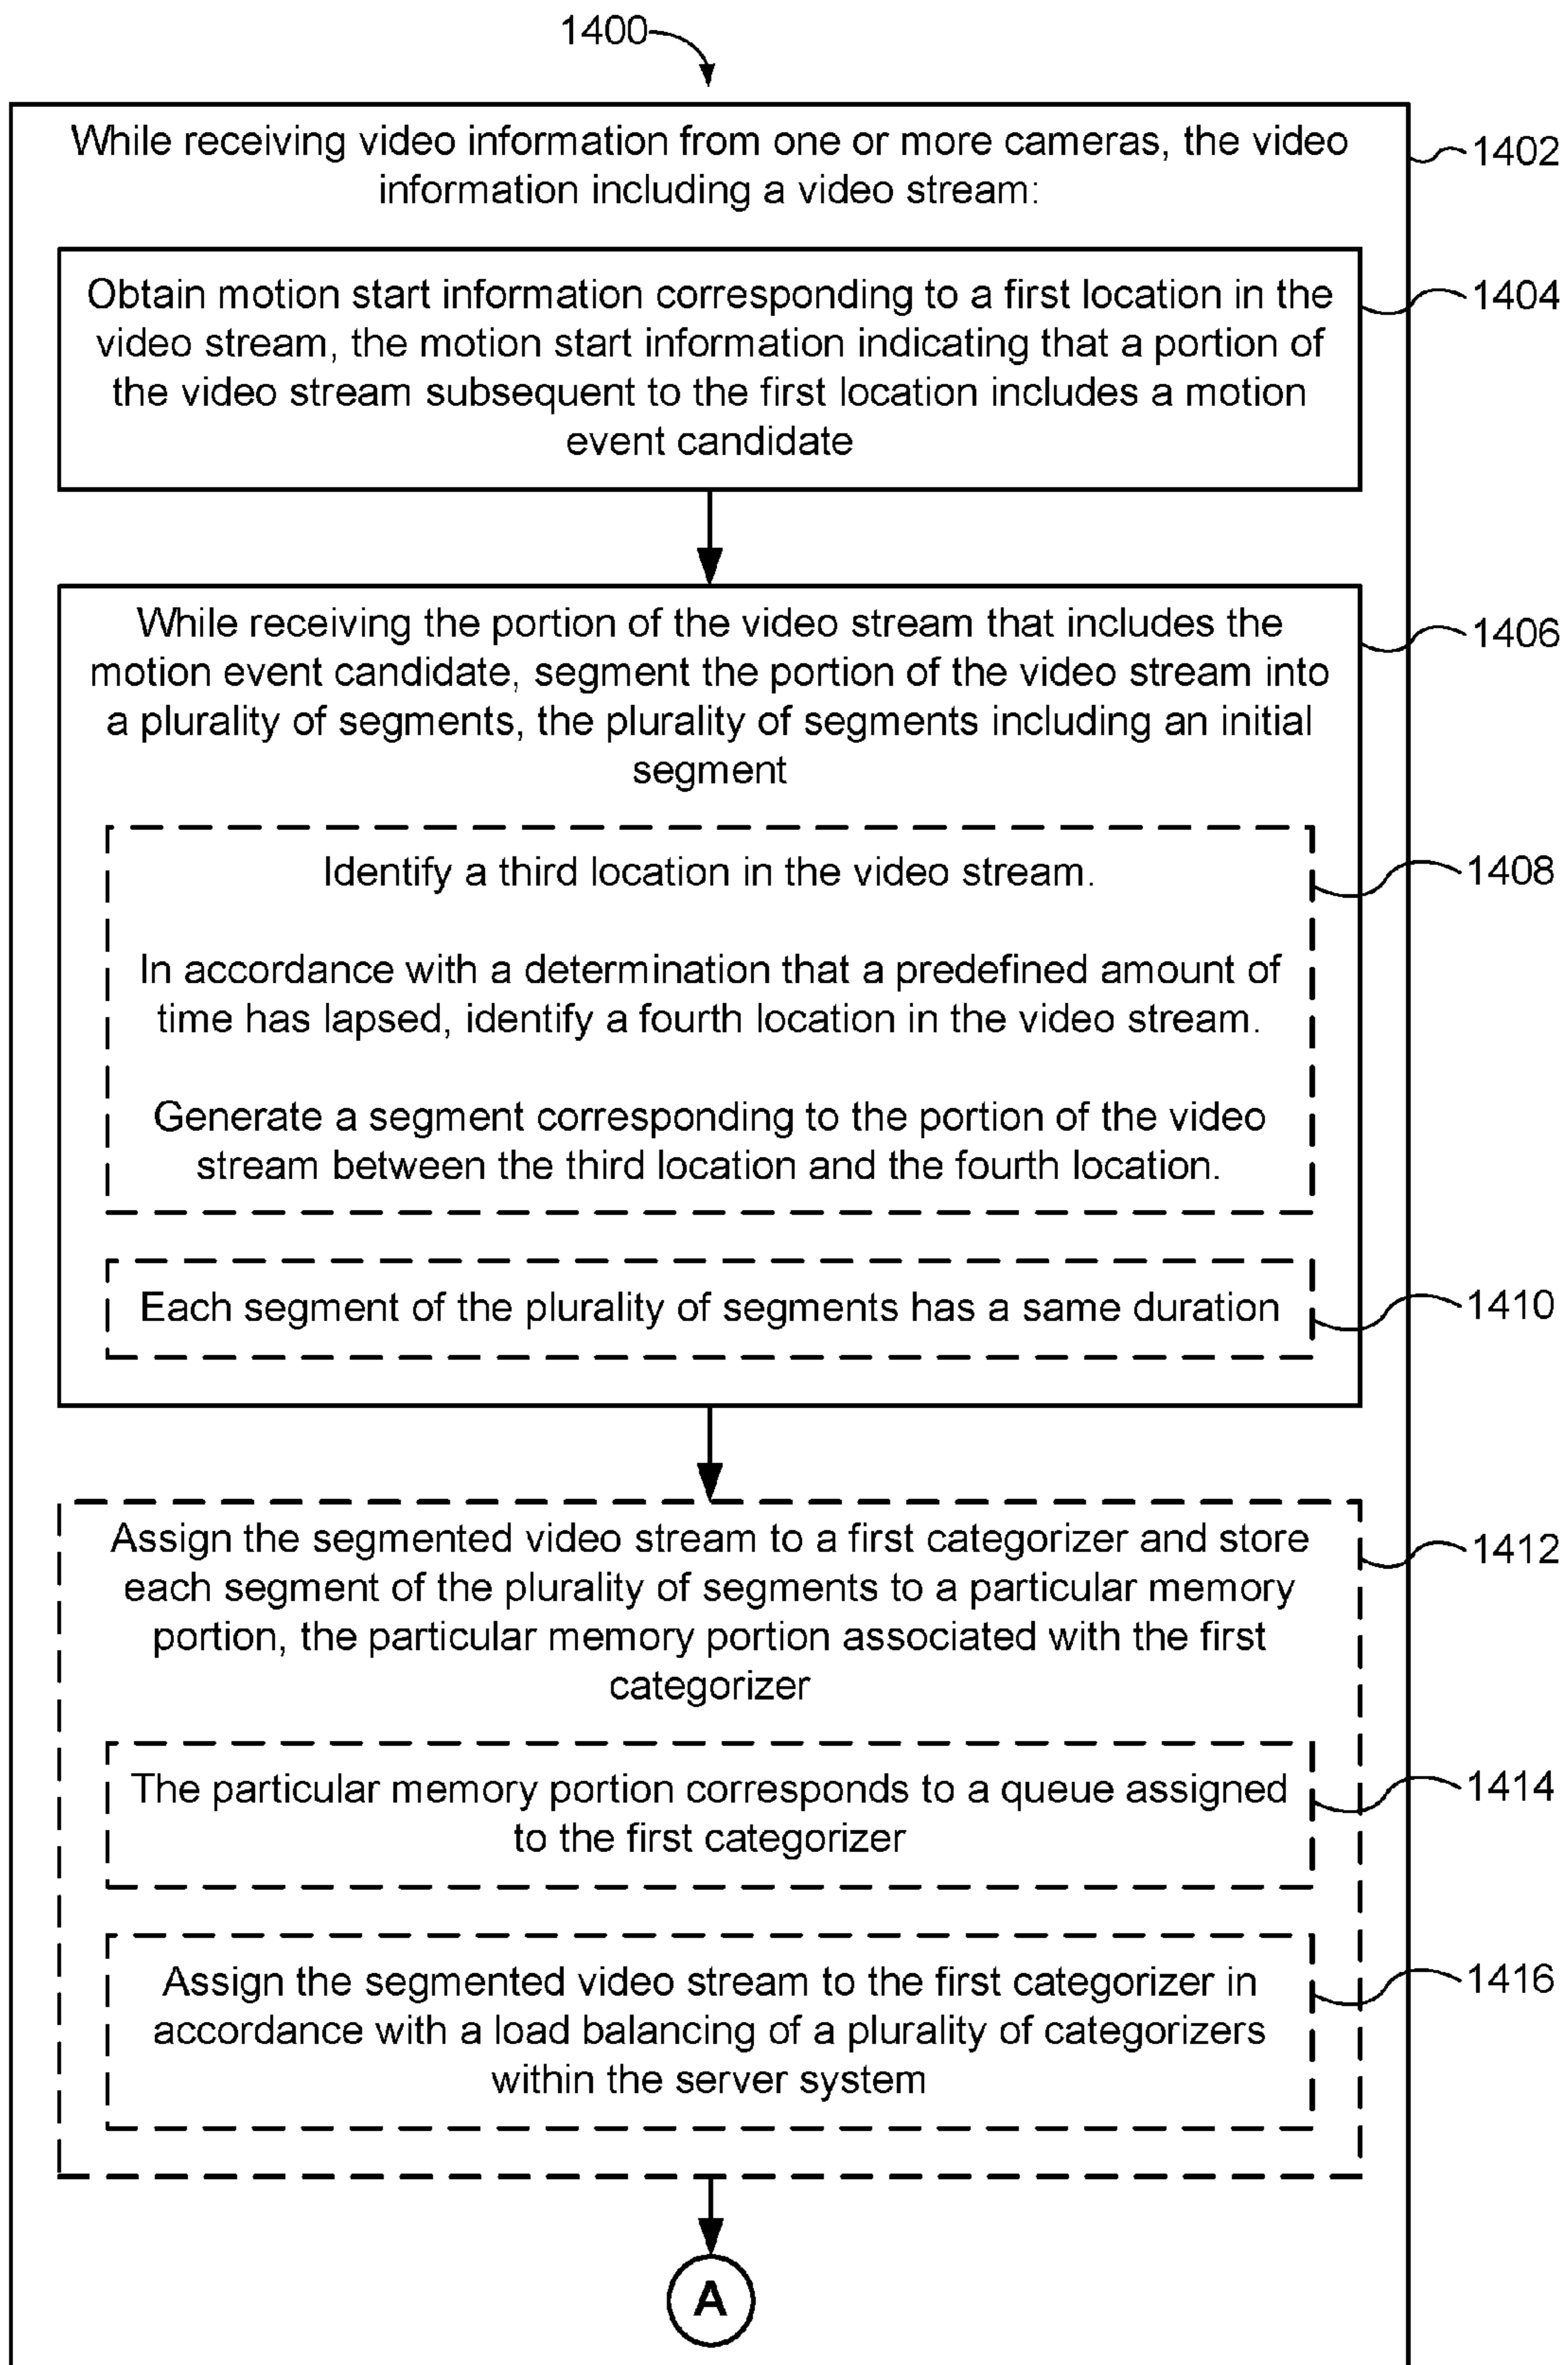 1400
While receiving video information from one or more cameras, the video
information including a video stream:
1402
Obtain motion start information corresponding to a first location in the
video stream, the motion start information indicating that a portion of
the video stream subsequent to the first location includes a motion
event candidate
1404
While receiving the portion of the video stream that includes the
motion event candidate, segment the portion of the video stream into
a plurality of segments, the plurality of segments including an initial
segment
1406
Identify a third location in the video stream.
In accordance with a determination that a predefined amount of
time has lapsed, identify a fourth location in the video stream.
Generate a segment corresponding to the portion of the video
stream between the third location and the fourth location.
1408
Each segment of the plurality of segments has a same duration
1410
Assign the segmented video stream to a first categorizer and store
each segment of the plurality of segments to a particular memory
portion, the particular memory portion associated with the first
categorizer
1412
The particular memory portion corresponds to a queue assigned
to the first categorizer
1414
Assign the segmented video stream to the first categorizer in
accordance with a load balancing of a plurality of categorizers
within the server system
1416
A